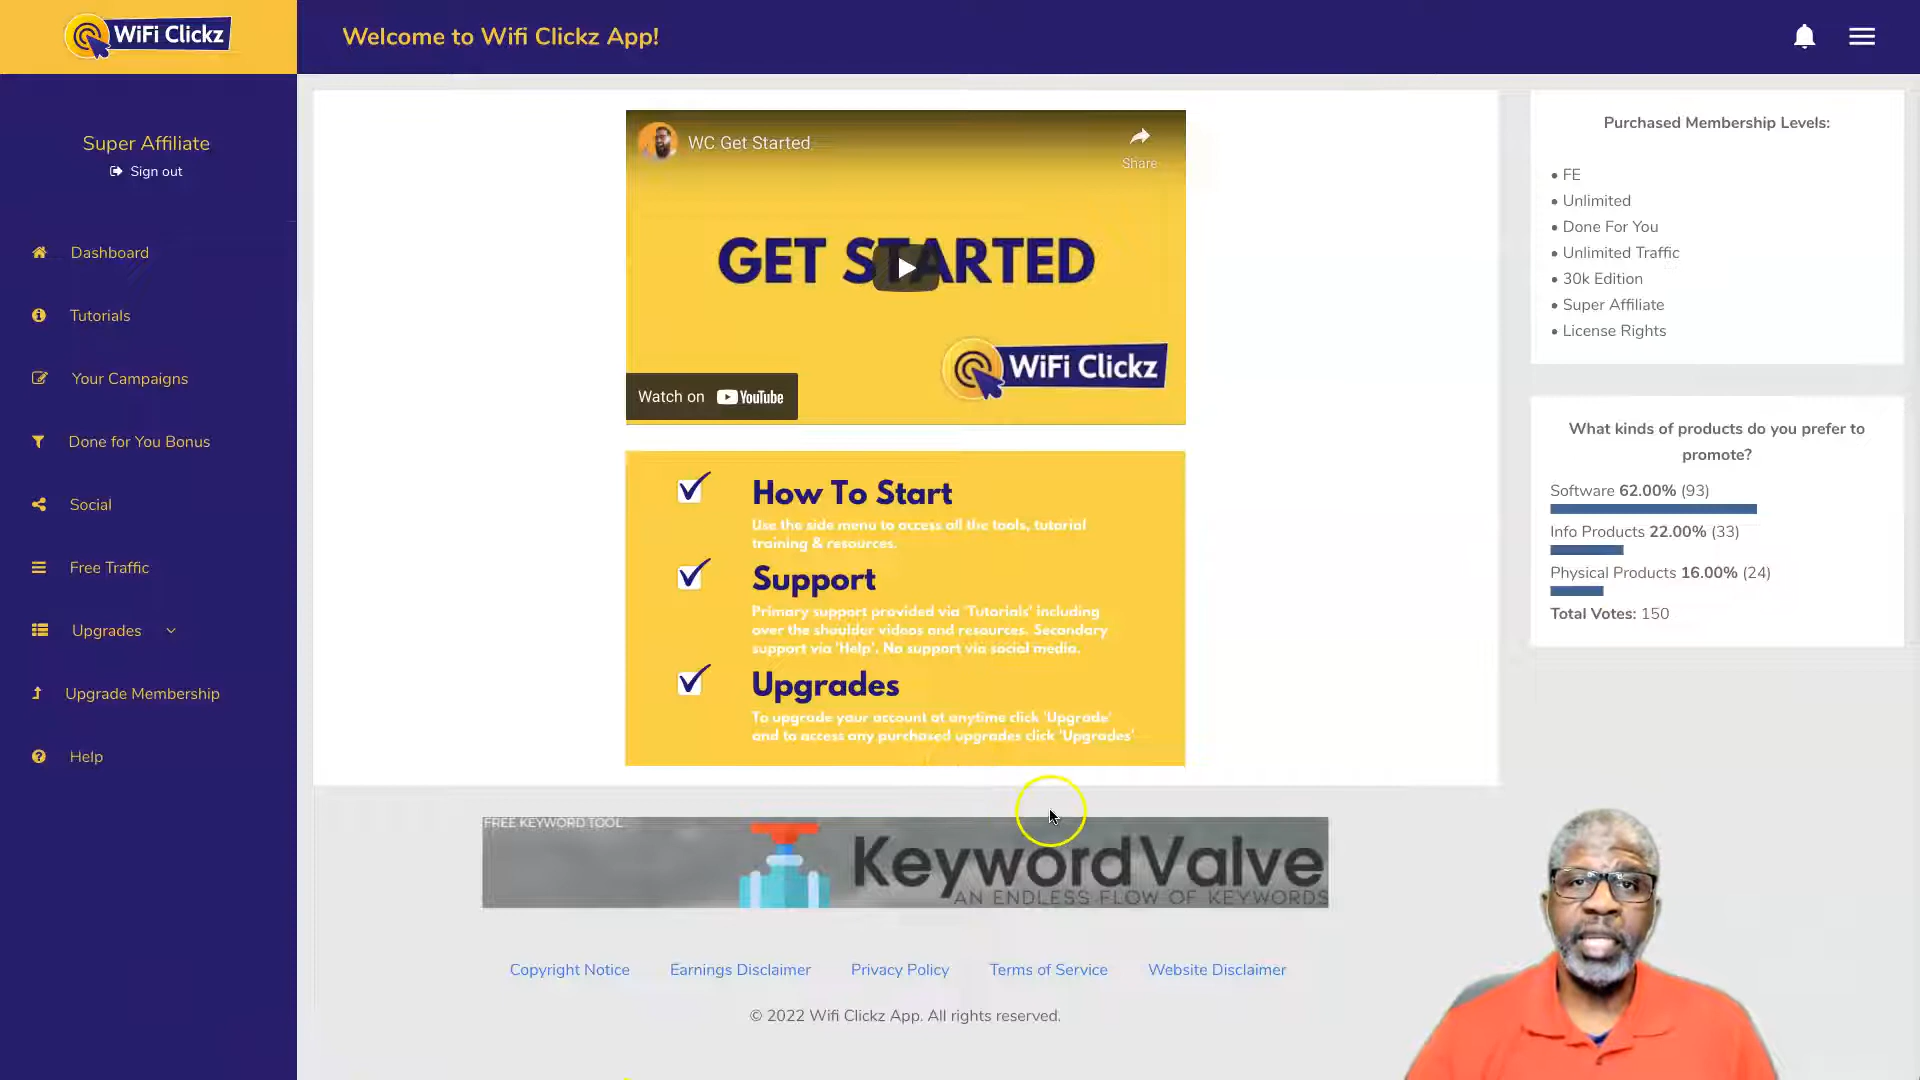 WiFi Clickz
Welcome to Wifi Clickz App!
Super Affiliate
Sign out
Dashboard
Tutorials
Your Campaigns
Done for You Bonus
Social
Free Traffic
Upgrades
Upgrade Membership
Help
WC Get Started
Share
GET STARTED
WiFi Clickz
Watch on YouTube
How To Start
Use the side menu to access all the tools, tutorial
training & resources.
Support
Primary support provided via 'Tutorials' including
over the shoulder videos and resources. Secondary
support via 'Help'. No support via social media.
Upgrades
To upgrade your account at anytime click 'Upgrade'
and to access any purchased upgrades click 'Upgrades'
FREE KEYWORD TOOL
KeywordValve
AN ENDLESS FLOW OF KEYWORDS
Copyright Notice Earnings Disclaimer Privacy Policy Terms of Service Website Disclaimer
© 2022 Wifi Clickz App. All rights reserved.
Purchased Membership Levels:
• FE
• Unlimited
• Done For You
• Unlimited Traffic
• 30k Edition
• Super Affiliate
• License Rights
What kinds of products do you prefer to
promote?
Software 62.00% (93)
Info Products 22.00% (33)
Physical Products 16.00% (24)
Total Votes: 150